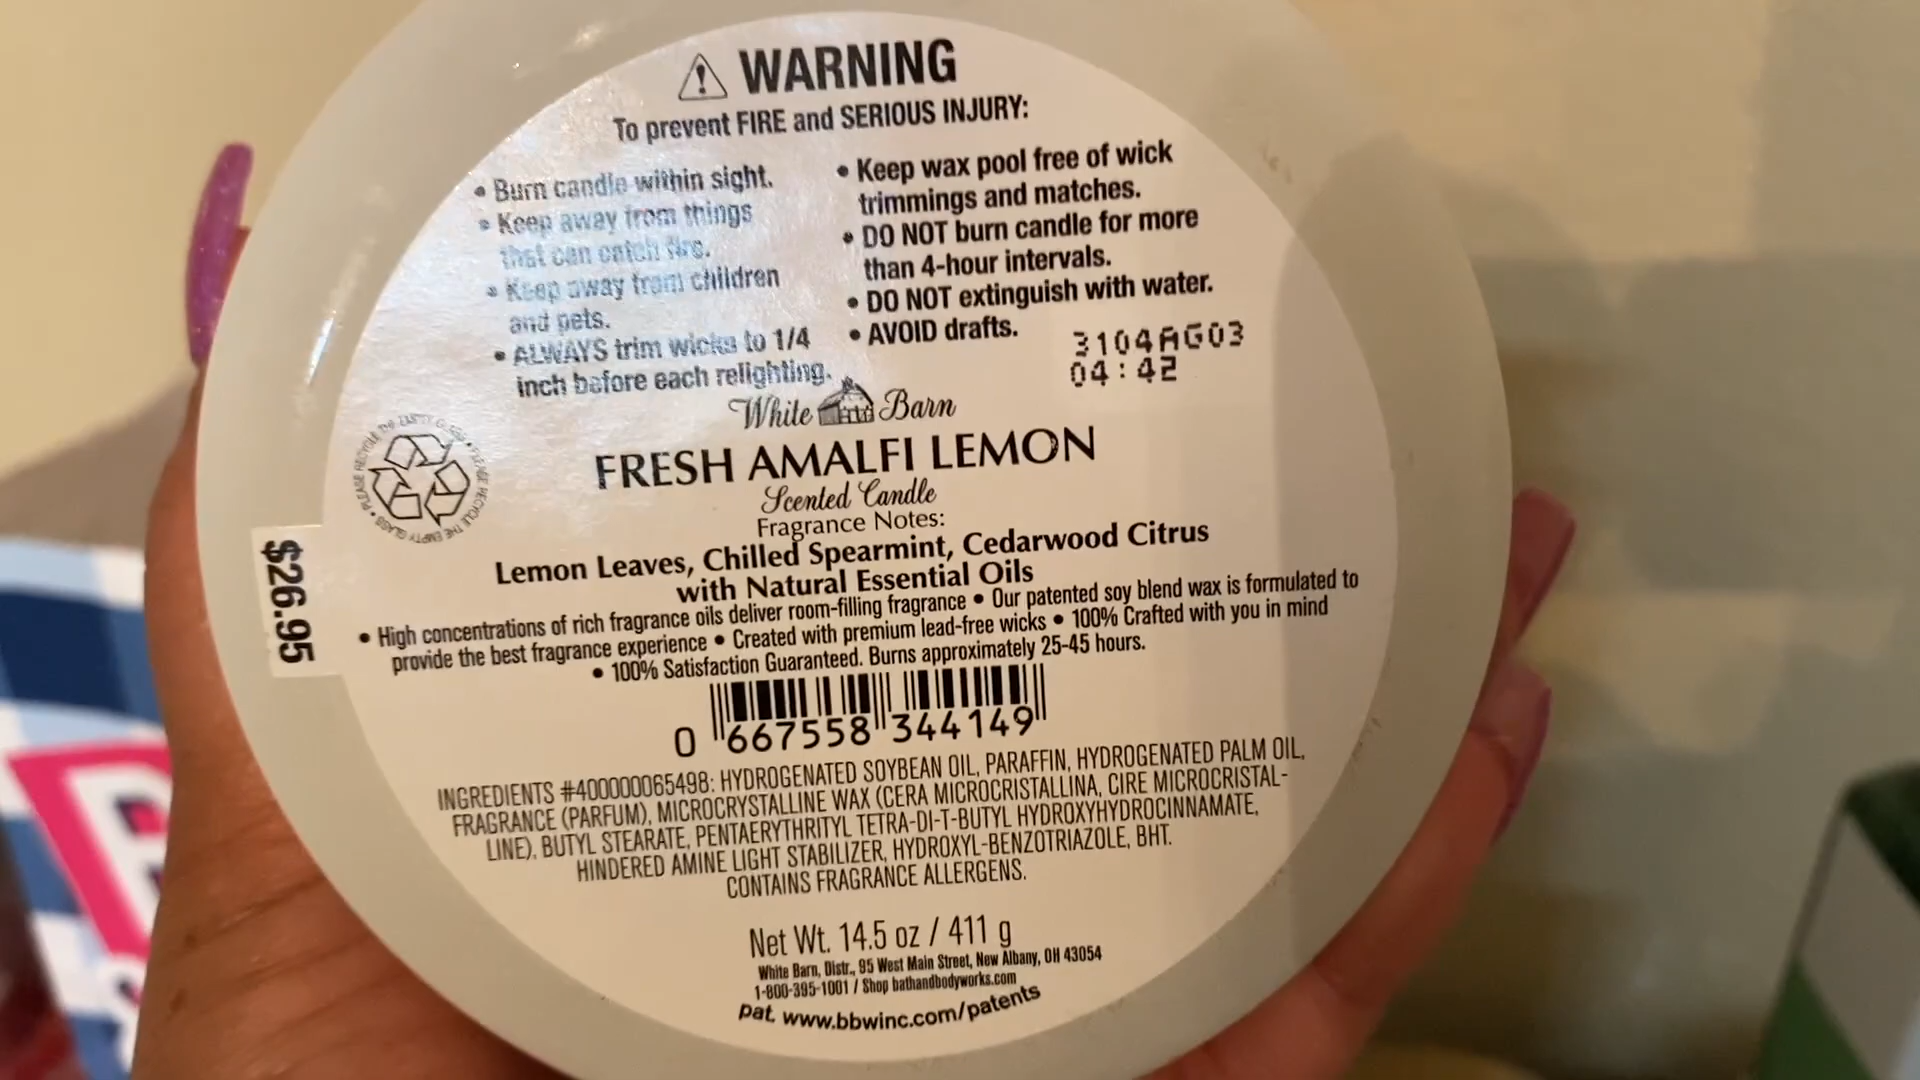 WARNING
To prevent FIRE and SERIOUS INJURY:
• Burn candle within sight.
• Keep away from things
that can catch fire.
• Keep away from children
and pets.
• ALWAYS trim wicks to 1/4
inch before each relighting.
• Keep wax pool free of wick
trimmings and matches.
• DO NOT burn candle for more
than 4-hour intervals.
• DO NOT extinguish with water.
• AVOID drafts.
3104AG03
04:42
White Barn
PLEASE RECYCLE THE EMPTY GLASS • PLEASE RECYCLE THE EMPTY GLASS •
FRESH AMALFI LEMON
Scented Candle
Fragrance Notes:
Lemon Leaves, Chilled Spearmint, Cedarwood Citrus
with Natural Essential Oils
$26.95
• High concentrations of rich fragrance oils deliver room-filling fragrance • Our patented soy blend wax is formulated to
provide the best fragrance experience • Created with premium lead-free wicks • 100% Crafted with you in mind
• 100% Satisfaction Guaranteed. Burns approximately 25-45 hours.
0 667558 344149
INGREDIENTS #400000065498: HYDROGENATED SOYBEAN OIL, PARAFFIN, HYDROGENATED PALM OIL,
FRAGRANCE (PARFUM), MICROCRYSTALLINE WAX (CERA MICROCRISTALLINA, CIRE MICROCRISTAL-
LINE), BUTYL STEARATE, PENTAERYTHRITYL TETRA-DI-T-BUTYL HYDROXYHYDROCINNAMATE,
HINDERED AMINE LIGHT STABILIZER, HYDROXYL-BENZOTRIAZOLE, BHT.
CONTAINS FRAGRANCE ALLERGENS.
Net Wt. 14.5 oz / 411 g
White Barn, Distr., 95 West Main Street, New Albany, OH 43054
1-800-395-1001 / Shop bathandbodyworks.com
pat. www.bbwinc.com/patents